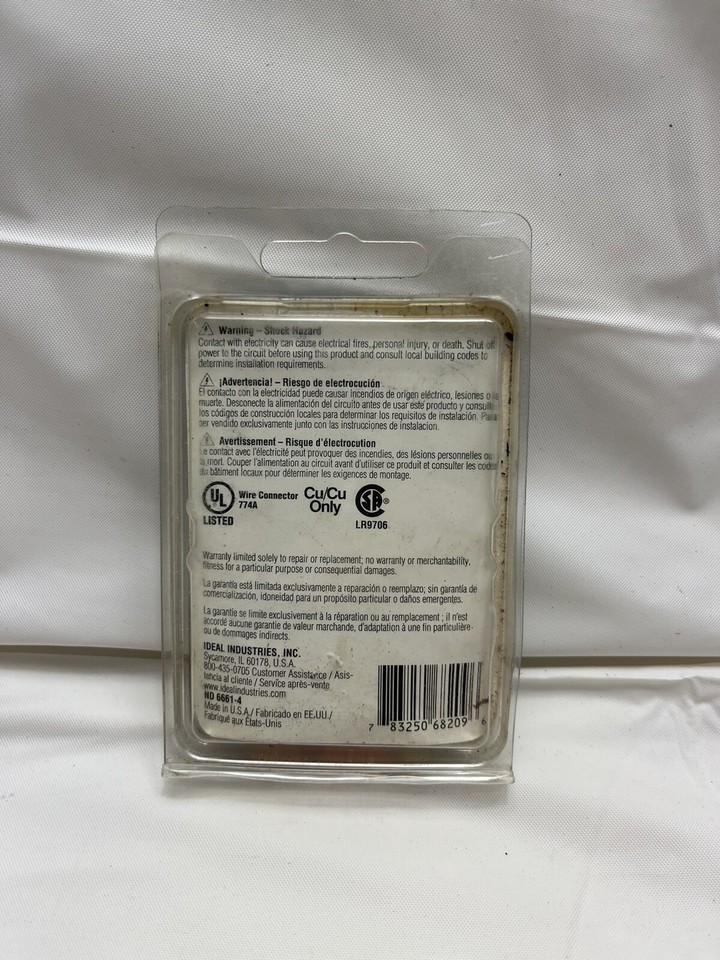 Warning – Shock Hazard
Contact with electricity can cause electrical fires, personal injury, or death. Shut off
power to the circuit before using this product and consult local building codes to
determine installation requirements.
¡Advertencia! – Riesgo de electrocución
El contacto con la electricidad puede causar incendios de origen eléctrico, lesiones o la
muerte. Desconecte la alimentación del circuito antes de usar este producto y consulte
los códigos de construcción locales para determinar los requisitos de instalación. Para
ser vendido exclusivamente junto con las instrucciones de instalacion.
Avertissement – Risque d'électrocution
Le contact avec l'électricité peut provoquer des incendies, des lésions personnelles ou
la mort. Couper l'alimentation au circuit avant d'utiliser ce produit et consulter les codes
du bâtiment locaux pour déterminer les exigences de montage.
UL LISTED
Wire Connector
774A
Cu/Cu
Only
LR9706
Warranty limited solely to repair or replacement; no warranty or merchantability,
fitness for a particular purpose or consequential damages.
La garantía está limitada exclusivamente a reparación o reemplazo; sin garantía de
comercialización, idoneidad para un propósito particular o daños emergentes.
La garantie se limite exclusivement à la réparation ou au remplacement ; il n'est
accordé aucune garantie de valeur marchande, d'adaptation à une fin particulière
ou de dommages indirects.
IDEAL INDUSTRIES, INC.
Sycamore, IL 60178, U.S.A.
800-435-0705 Customer Assistance / Asis-
tencia al cliente / Service après-vente
www.idealindustries.com
ND 6661-4
Made in U.S.A./ Fabricado en EE.UU./
Fabriqué aux États-Unis
7 83250 68209 6